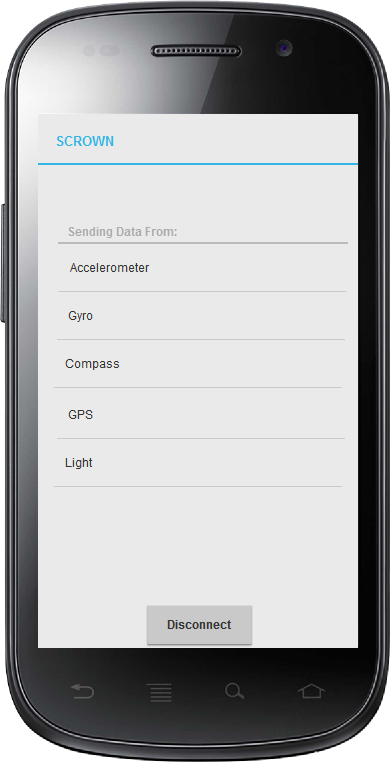 SCROWN
Sending Data From:
Accelerometer
Gyro
Compass
GPS
Light
Disconnect